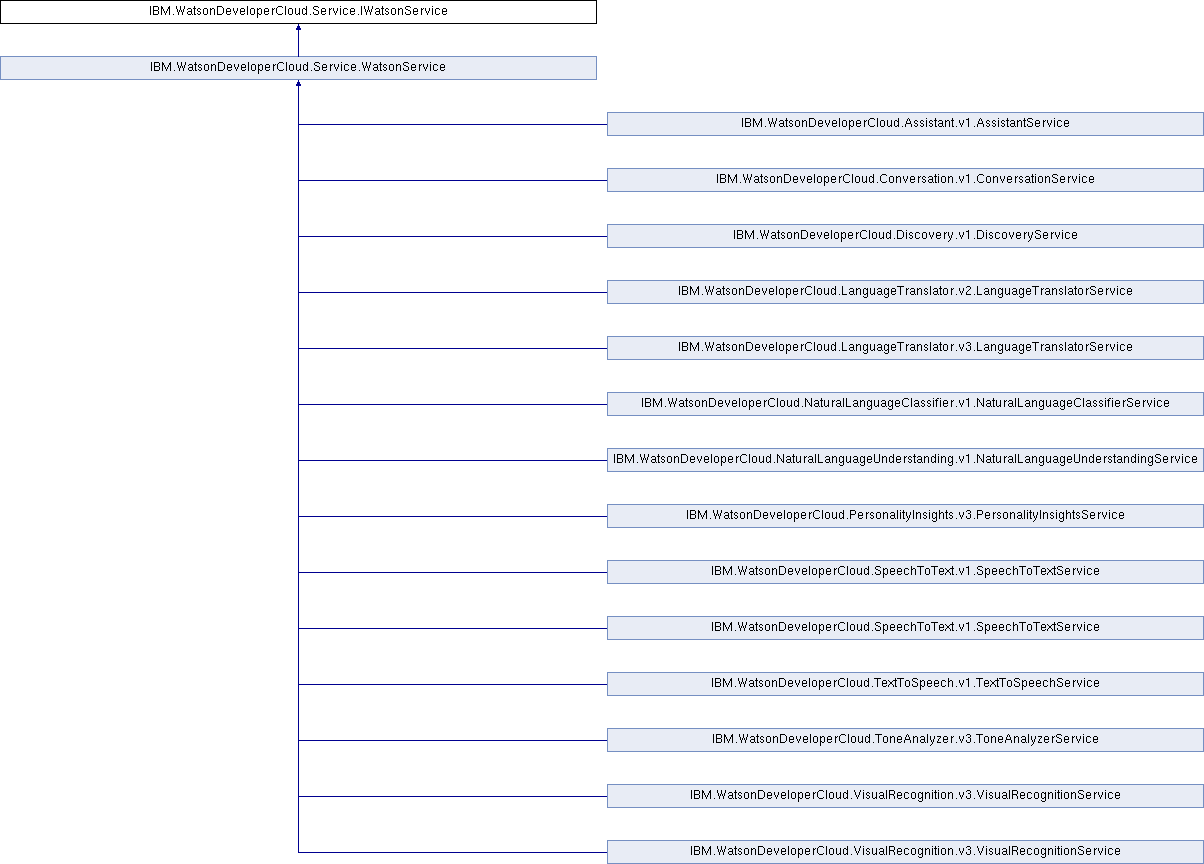 IBM.WatsonDeveloperCloud.Service.IWatsonService
IBM.WatsonDeveloperCloud.Service.WatsonService
IBM.WatsonDeveloperCloud.Assistant.v1.AssistantService
IBM.WatsonDeveloperCloud.Conversation.v1.ConversationService
IBM.WatsonDeveloperCloud.Discovery.v1.DiscoveryService
IBM.WatsonDeveloperCloud.LanguageTranslator.v2.LanguageTranslatorService
IBM.WatsonDeveloperCloud.LanguageTranslator.v3.LanguageTranslatorService
IBM.WatsonDeveloperCloud.NaturalLanguageClassifier.v1.NaturalLanguageClassifierService
IBM.WatsonDeveloperCloud.NaturalLanguageUnderstanding.v1.NaturalLanguageUnderstandingService
IBM.WatsonDeveloperCloud.PersonalityInsights.v3.PersonalityInsightsService
IBM.WatsonDeveloperCloud.SpeechToText.v1.SpeechToTextService
IBM.WatsonDeveloperCloud.SpeechToText.v1.SpeechToTextService
IBM.WatsonDeveloperCloud.TextToSpeech.v1.TextToSpeechService
IBM.WatsonDeveloperCloud.ToneAnalyzer.v3.ToneAnalyzerService
IBM.WatsonDeveloperCloud.VisualRecognition.v3.VisualRecognitionService
IBM.WatsonDeveloperCloud.VisualRecognition.v3.VisualRecognitionService